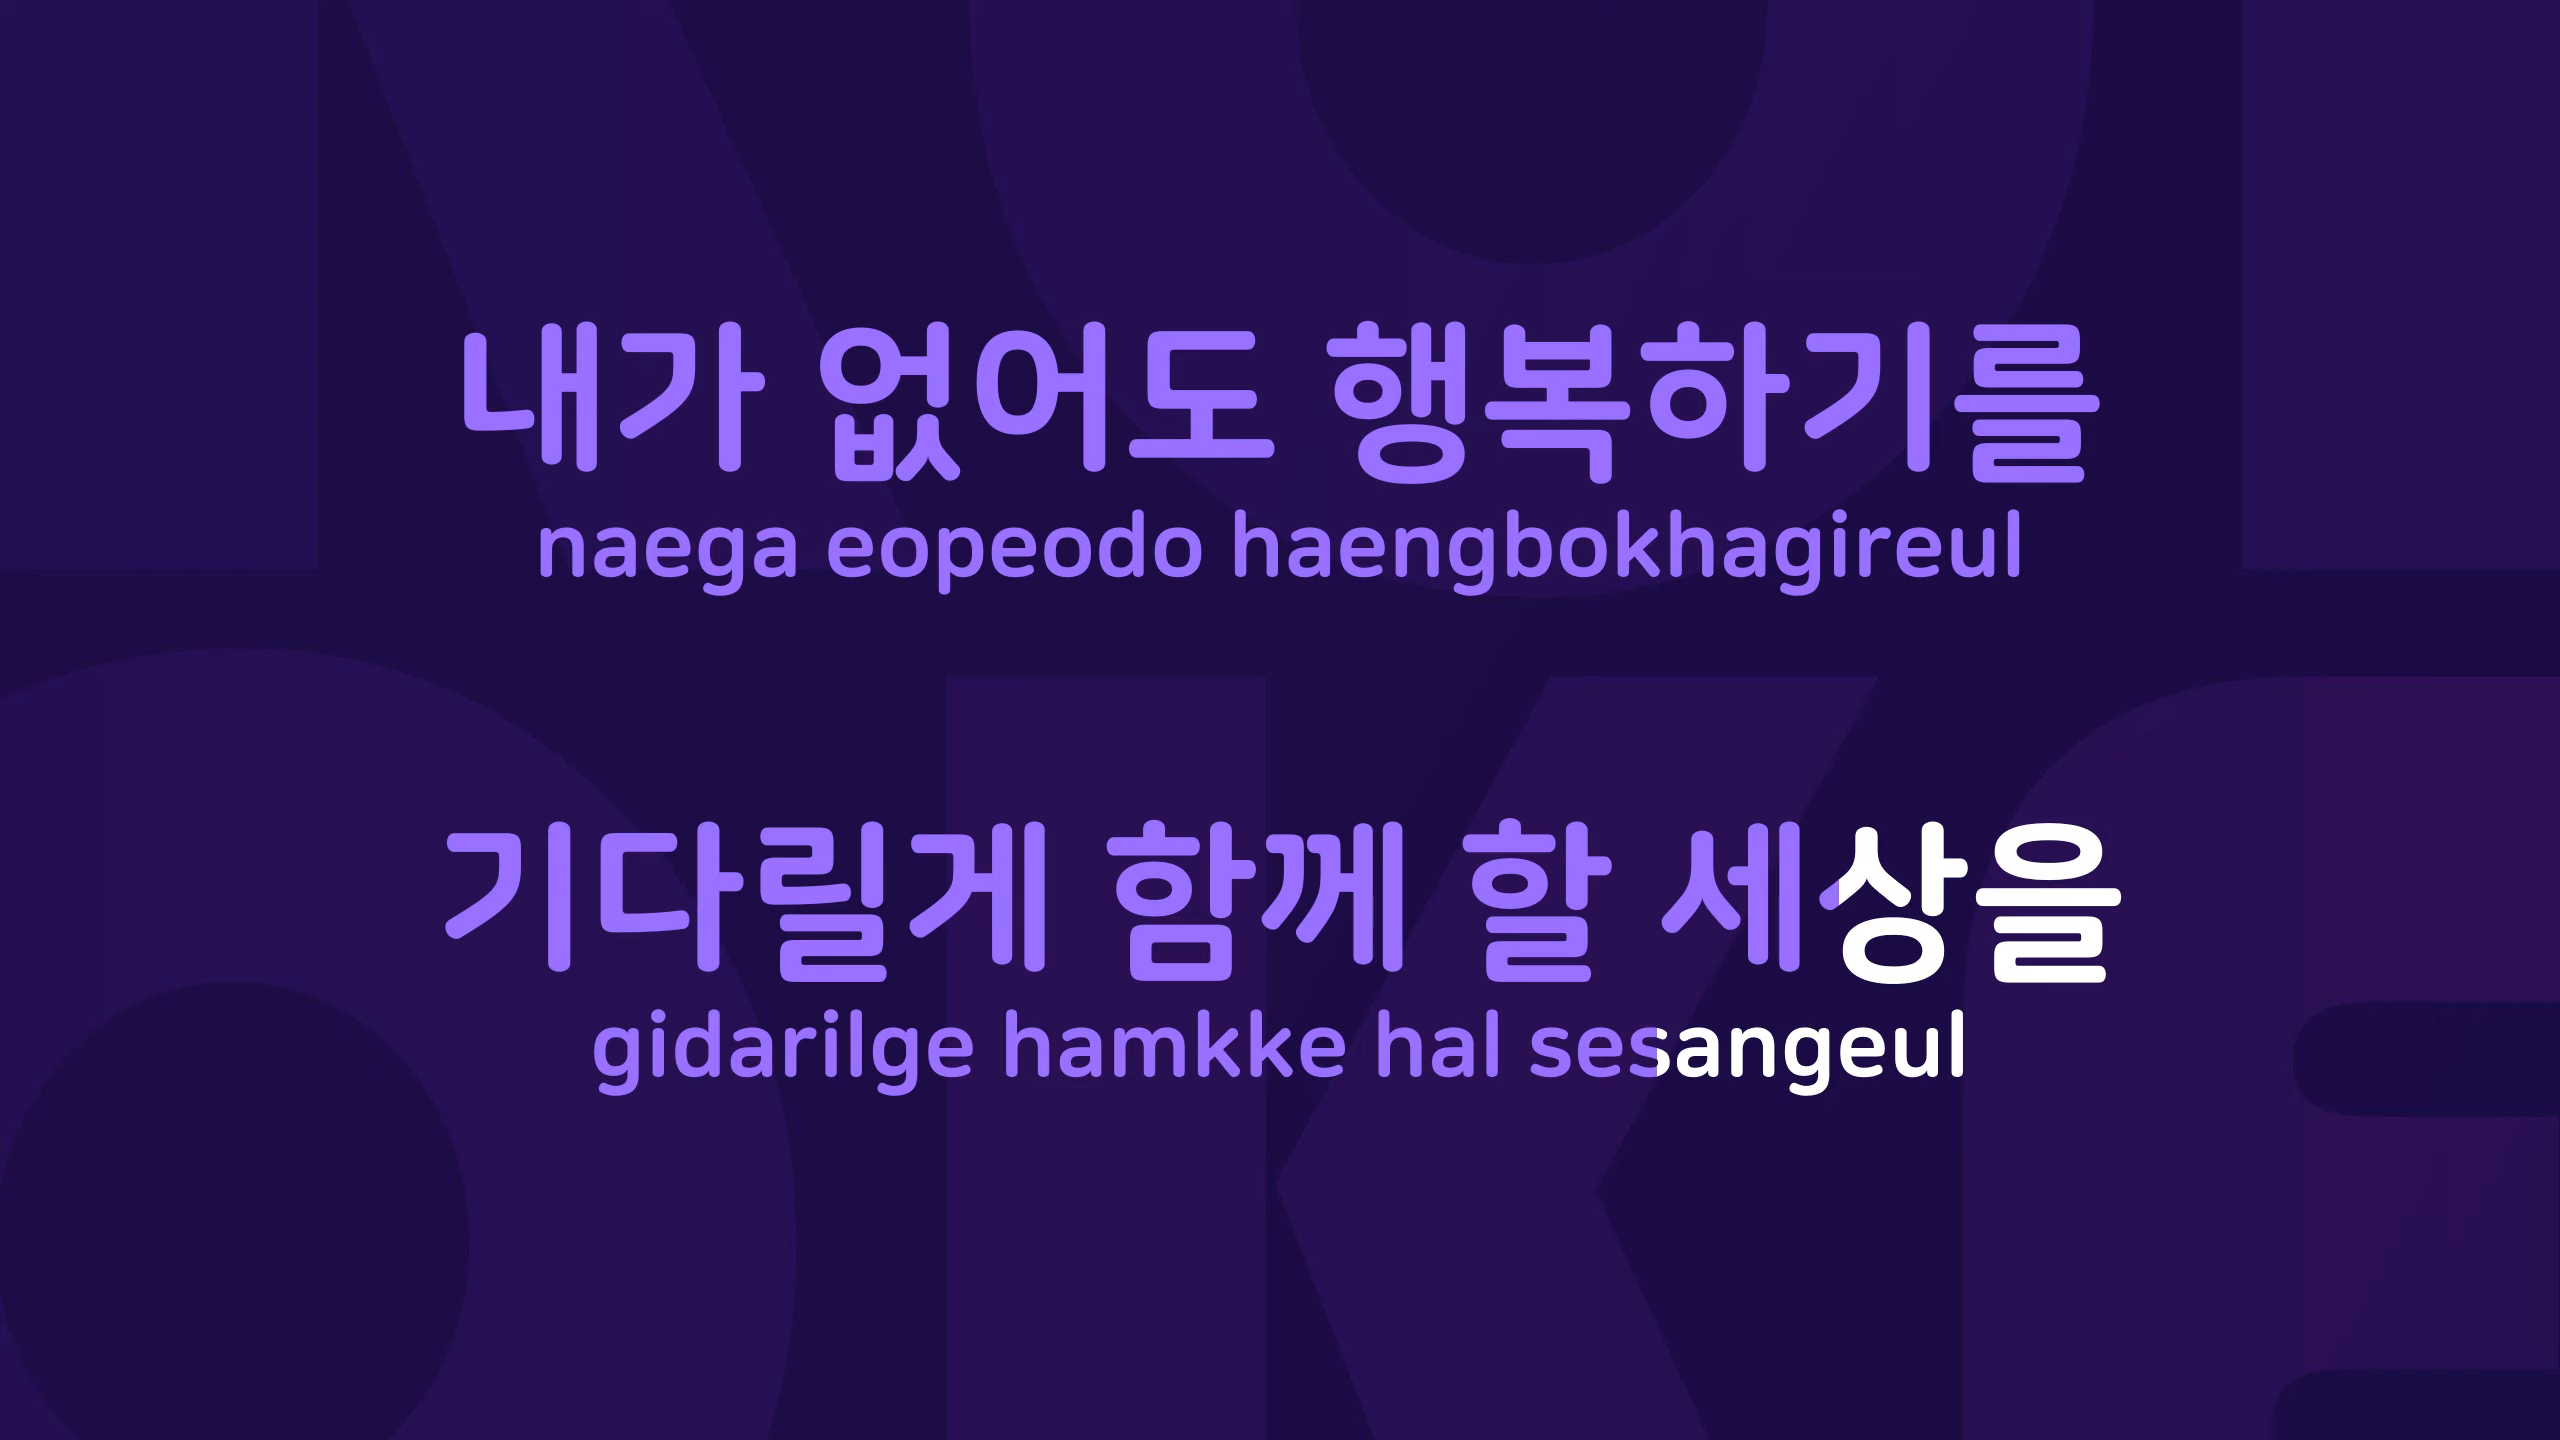 내가 없어도 행복하기를
naega eopeodo haengbokhagireul
기다릴게 함께 할 세상을
gidarilge hamkke hal sesangeul